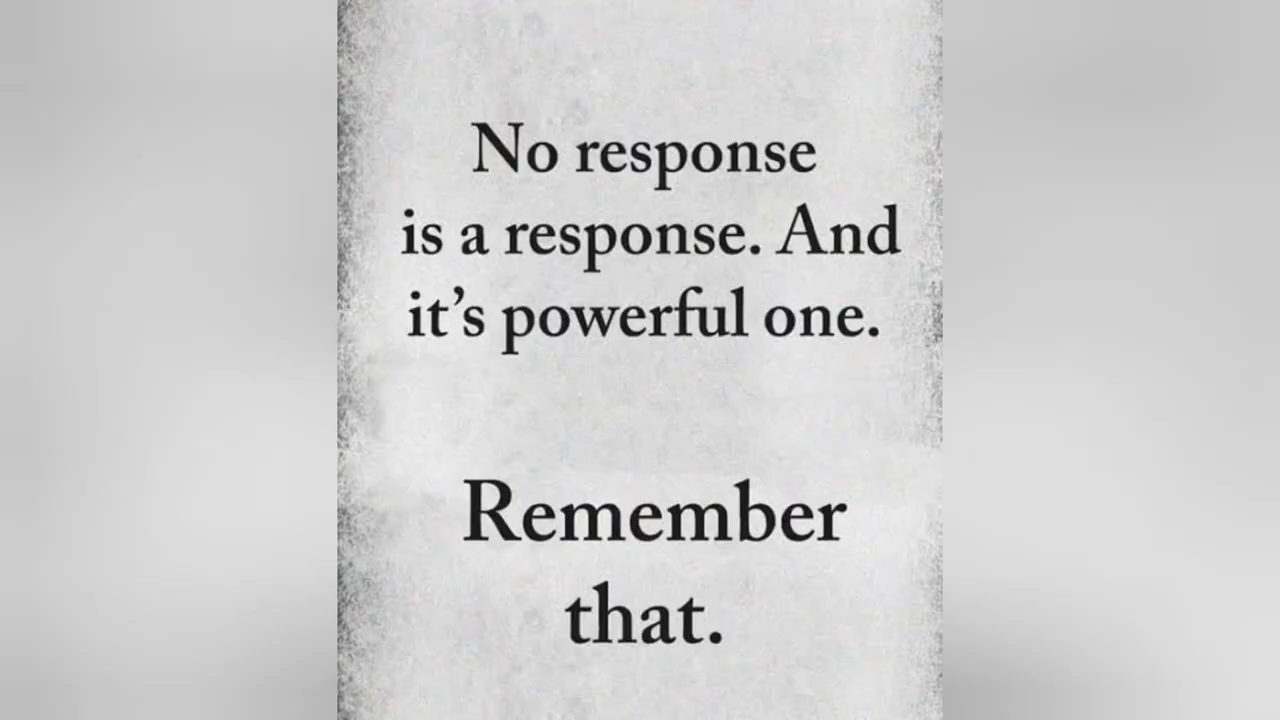 No response
is a response. And
it’s powerful one.
Remember
that.